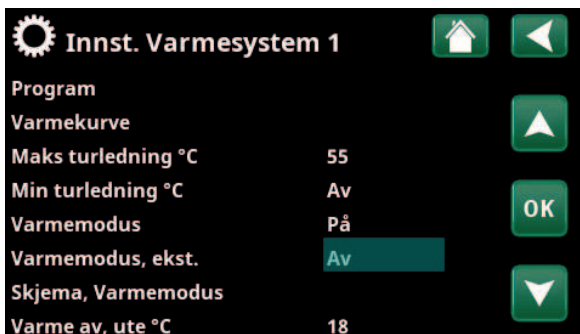 Innst. Varmesystem 1
Program
Varmekurve
Maks turledning °C 55
Min turledning °C Av
Varmemodus På
Varmemodus, ekst. Av
Skjema, Varmemodus
Varme av, ute °C 18
OK